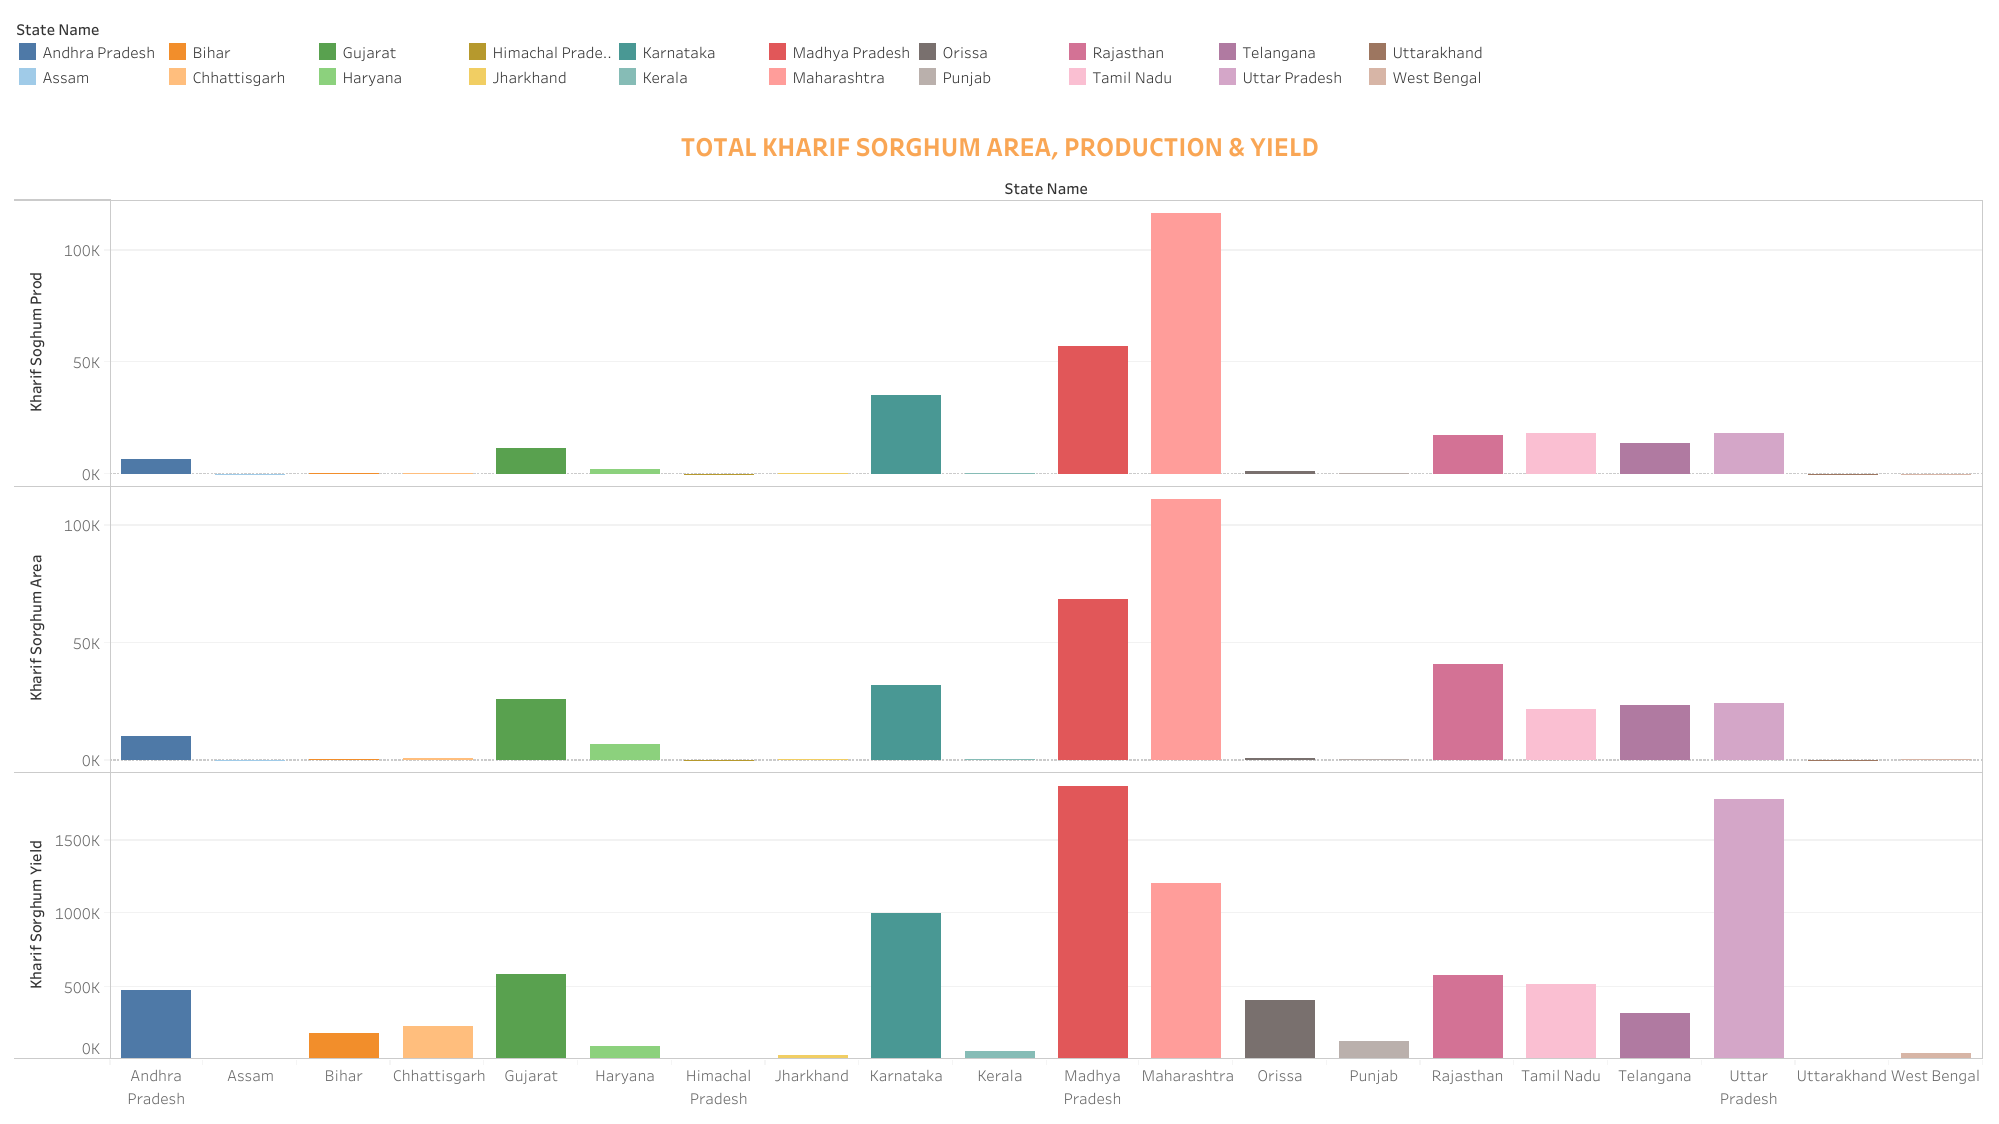 State Name
Andhra Pradesh Bihar Gujarat Himachal Prade.. Karnataka Madhya Pradesh Orissa Rajasthan Telangana Uttarakhand
Assam Chhattisgarh Haryana Jharkhand Kerala Maharashtra Punjab Tamil Nadu Uttar Pradesh West Bengal
TOTAL KHARIF SORGHUM AREA, PRODUCTION & YIELD
State Name
Kharif Soghum Prod
100K
50K
0K
Kharif Sorghum Area
100K
50K
0K
Kharif Sorghum Yield
1500K
1000K
500K
0K
Andhra Assam Bihar Chhattisgarh Gujarat Haryana Himachal Jharkhand Karnataka Kerala Madhya Maharashtra Orissa Punjab Rajasthan Tamil Nadu Telangana Uttar Uttarakhand West Bengal
Pradesh Pradesh Pradesh Pradesh